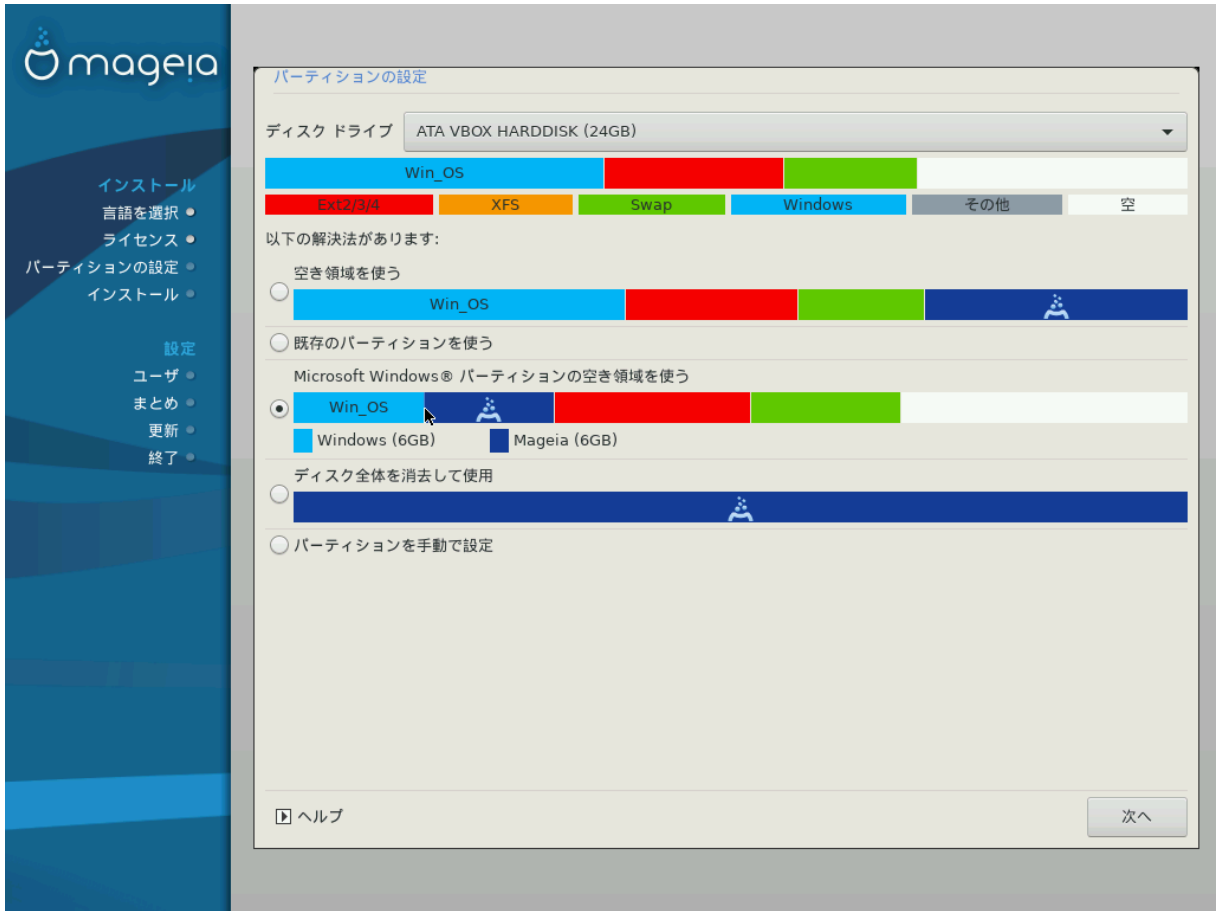 mageia
インストール
言語を選択
ライセンス
パーティションの設定
インストール
設定
ユーザ
まとめ
更新
終了
パーティションの設定
ディスク ドライブ ATA VBOX HARDDISK (24GB)
Win_OS
Ext2/3/4 XFS Swap Windows その他 空
以下の解決法があります:
空き領域を使う
Win_OS
既存のパーティションを使う
Microsoft Windows® パーティションの空き領域を使う
Win_OS
Windows (6GB) Mageia (6GB)
ディスク全体を消去して使用
パーティションを手動で設定
ヘルプ 次へ